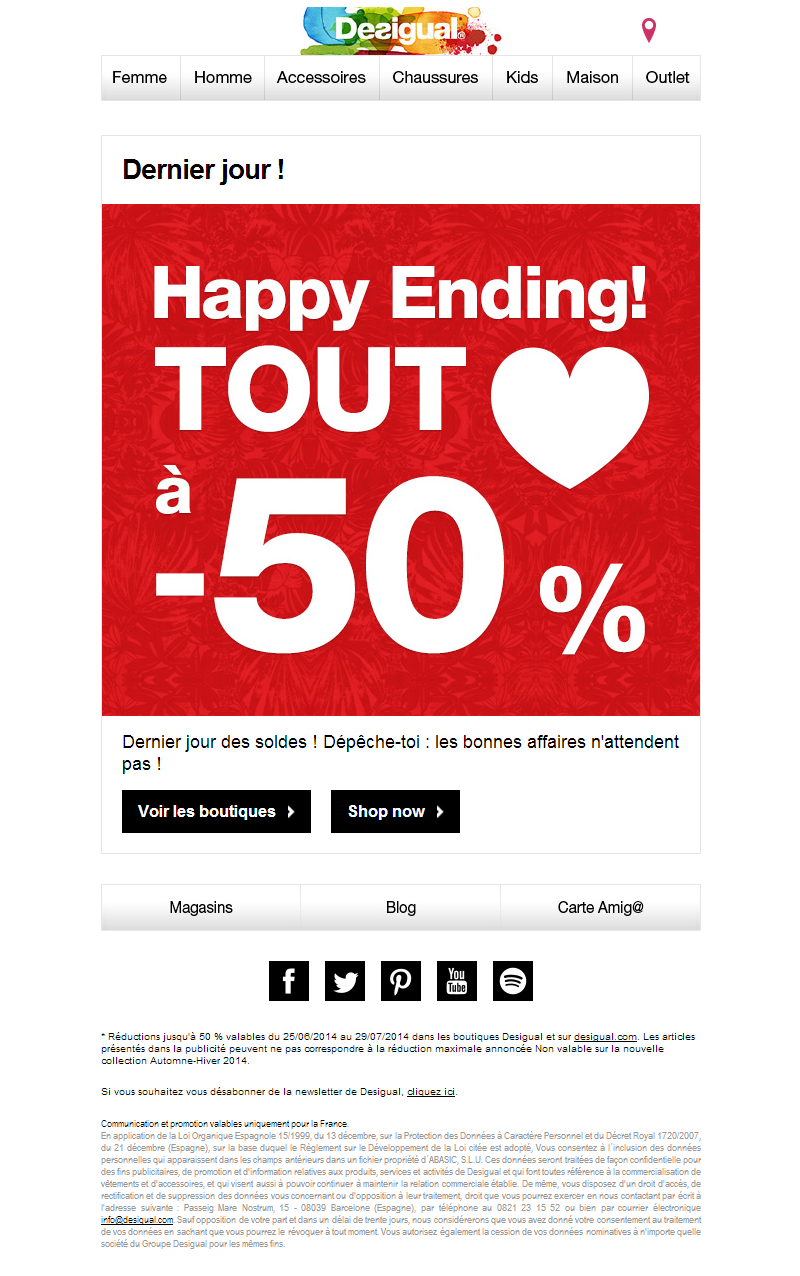 Desigual
Femme Homme Accessoires Chaussures Kids Maison Outlet
Dernier jour !
Happy Ending!
TOUT
à
-50 %
Dernier jour des soldes ! Dépêche-toi : les bonnes affaires n'attendent
pas !
Voir les boutiques Shop now
Magasins Blog Carte Amig@
f
You
Tube
* Réductions jusqu'à 50 % valables du 25/06/2014 au 29/07/2014 dans les boutiques Desigual et sur desigual.com. Les articles
présentés dans la publicité peuvent ne pas correspondre à la réduction maximale annoncée Non valable sur la nouvelle
collection Automne-Hiver 2014.
Si vous souhaitez vous désabonner de la newsletter de Desigual, cliquez ici.
Communication et promotion valables uniquement pour la France.
En application de la Loi Organique Espagnole 15/1999, du 13 décembre, sur la Protection des Données à Caractère Personnel et du Décret Royal 1720/2007,
du 21 décembre (Espagne), sur la base duquel le Réglement sur le Développement de la Loi citée est adopté, Vous consentez à l´inclusion des données
personnelles qui apparaissent dans les champs antérieurs dans un fichier propriété d´ABASIC, S.L.U. Ces données seront traitées de façon confidentielle pour
des fins publicitaires, de promotion et d'information relatives aux produits, services et activités de Desigual et qui font toutes référence à la commercialisation de
vêtements et d'accessoires, et qui visent aussi à pouvoir continuer à maintenir la relation commerciale établie. De même, vous disposez d'un droit d'accès, de
rectification et de suppression des données vous concernant ou d'opposition à leur traitement, droit que vous pourrez exercer en nous contactant par écrit à
l'adresse suivante : Passeig Mare Nostrum, 15 - 08039 Barcelone (Espagne), par téléphone au 0821 23 15 52 ou bien par courrier électronique
info@desigual.com. Sauf opposition de votre part et dans un délai de trente jours, nous considérerons que vous avez donné votre consentement au traitement
de vos données en sachant que vous pourrez le révoquer à tout moment. Vous autorisez également la cession de vos données nominatives à n'importe quelle
société du Groupe Desigual pour les mêmes fins.